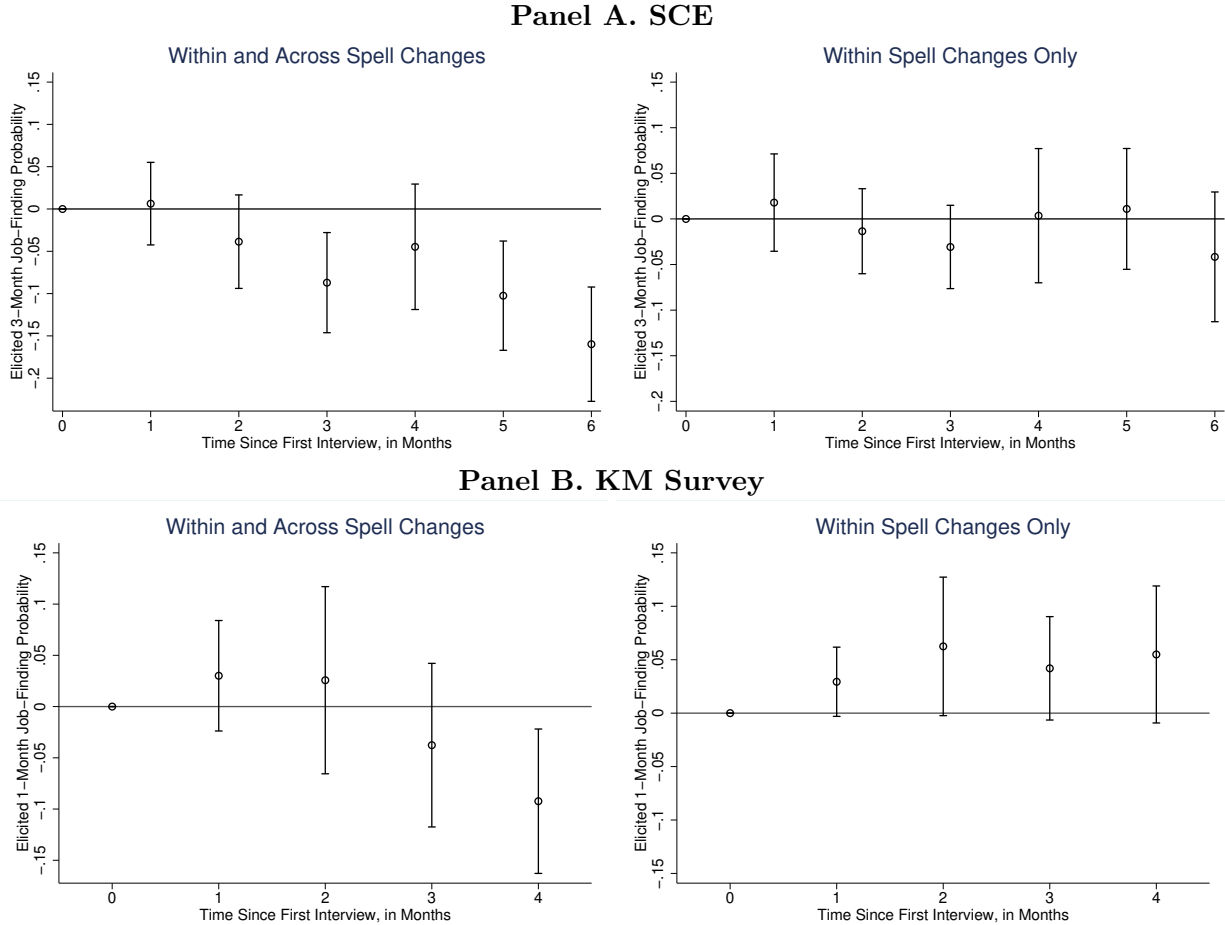 Panel A. SCE
Within and Across Spell Changes
Elicited 3−Month Job−Finding Probability
.15
.1
.05
0
−.05
−.1
−.15
−.2
0 1 2 3 4 5 6
Time Since First Interview, in Months
Within Spell Changes Only
Elicited 3−Month Job−Finding Probability
.15
.1
.05
0
−.05
−.1
−.15
−.2
0 1 2 3 4 5 6
Time Since First Interview, in Months
Panel B. KM Survey
Within and Across Spell Changes
Elicited 1−Month Job−Finding Probability
.15
.1
.05
0
−.05
−.1
−.15
0 1 2 3 4
Time Since First Interview, in Months
Within Spell Changes Only
Elicited 1−Month Job−Finding Probability
.15
.1
.05
0
−.05
−.1
−.15
0 1 2 3 4
Time Since First Interview, in Months